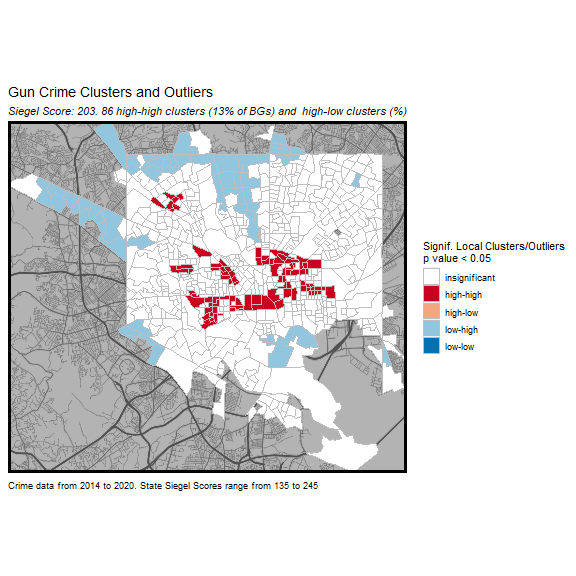 Gun Crime Clusters and Outliers
Siegel Score: 203. 86 high-high clusters (13% of BGs) and  high-low clusters (%)
Signif. Local Clusters/Outliers
p value < 0.05
insignificant
high-high
high-low
low-high
low-low
Crime data from 2014 to 2020. State Siegel Scores range from 135 to 245